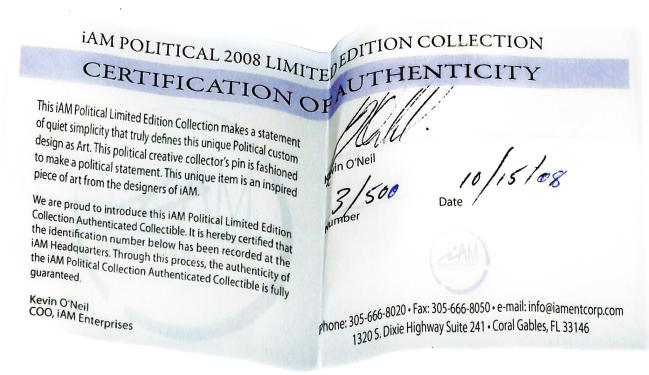 iAM POLITICAL 2008 LIMITED EDITION COLLECTION
CERTIFICATION OF AUTHENTICITY
This iAM Political Limited Edition Collection makes a statement
of quiet simplicity that truly defines this unique Political custom
design as Art. This political creative collector's pin is fashioned
to make a political statement. This unique item is an inspired
piece of art from the designers of iAM.
We are proud to introduce this iAM Political Limited Edition
Collection Authenticated Collectible. It is hereby certified that
the identification number below has been recorded at the
iAM Headquarters. Through this process, the authenticity of
the iAM Political Collection Authenticated Collectible is fully
guaranteed.
Kevin O'Neil
COO, iAM Enterprises
Kevin O'Neil
3/500
Number
Date 10/15/08
iAM
Phone: 305-666-8020 • Fax: 305-666-8050 • e-mail: info@iamentcorp.com
1320 S. Dixie Highway Suite 241 • Coral Gables, FL 33146